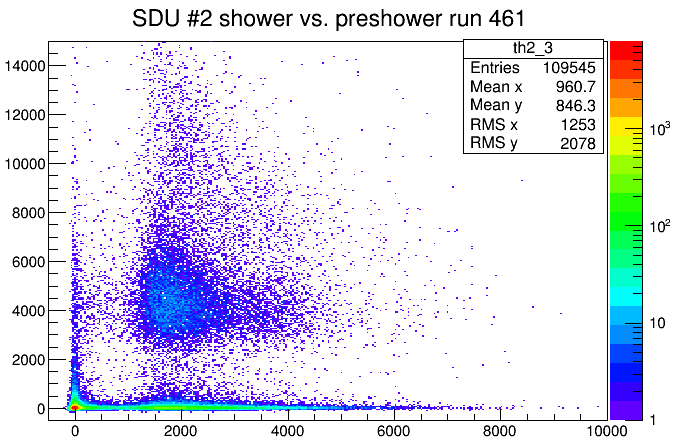 SDU #2 shower vs. preshower run 461
th2_3
Entries 109545
Mean x 960.7
Mean y 846.3
RMS x 1253
RMS y 2078
14000
12000
10000
8000
6000
4000
2000
0
0 2000 4000 6000 8000 10000
10³
10²
10
1